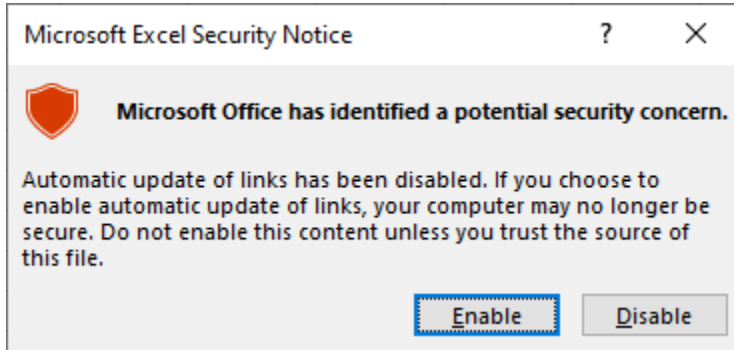 Microsoft Excel Security Notice ?
Microsoft Office has identified a potential security concern.
Automatic update of links has been disabled. If you choose to
enable automatic update of links, your computer may no longer be
secure. Do not enable this content unless you trust the source of
this file.
Enable Disable